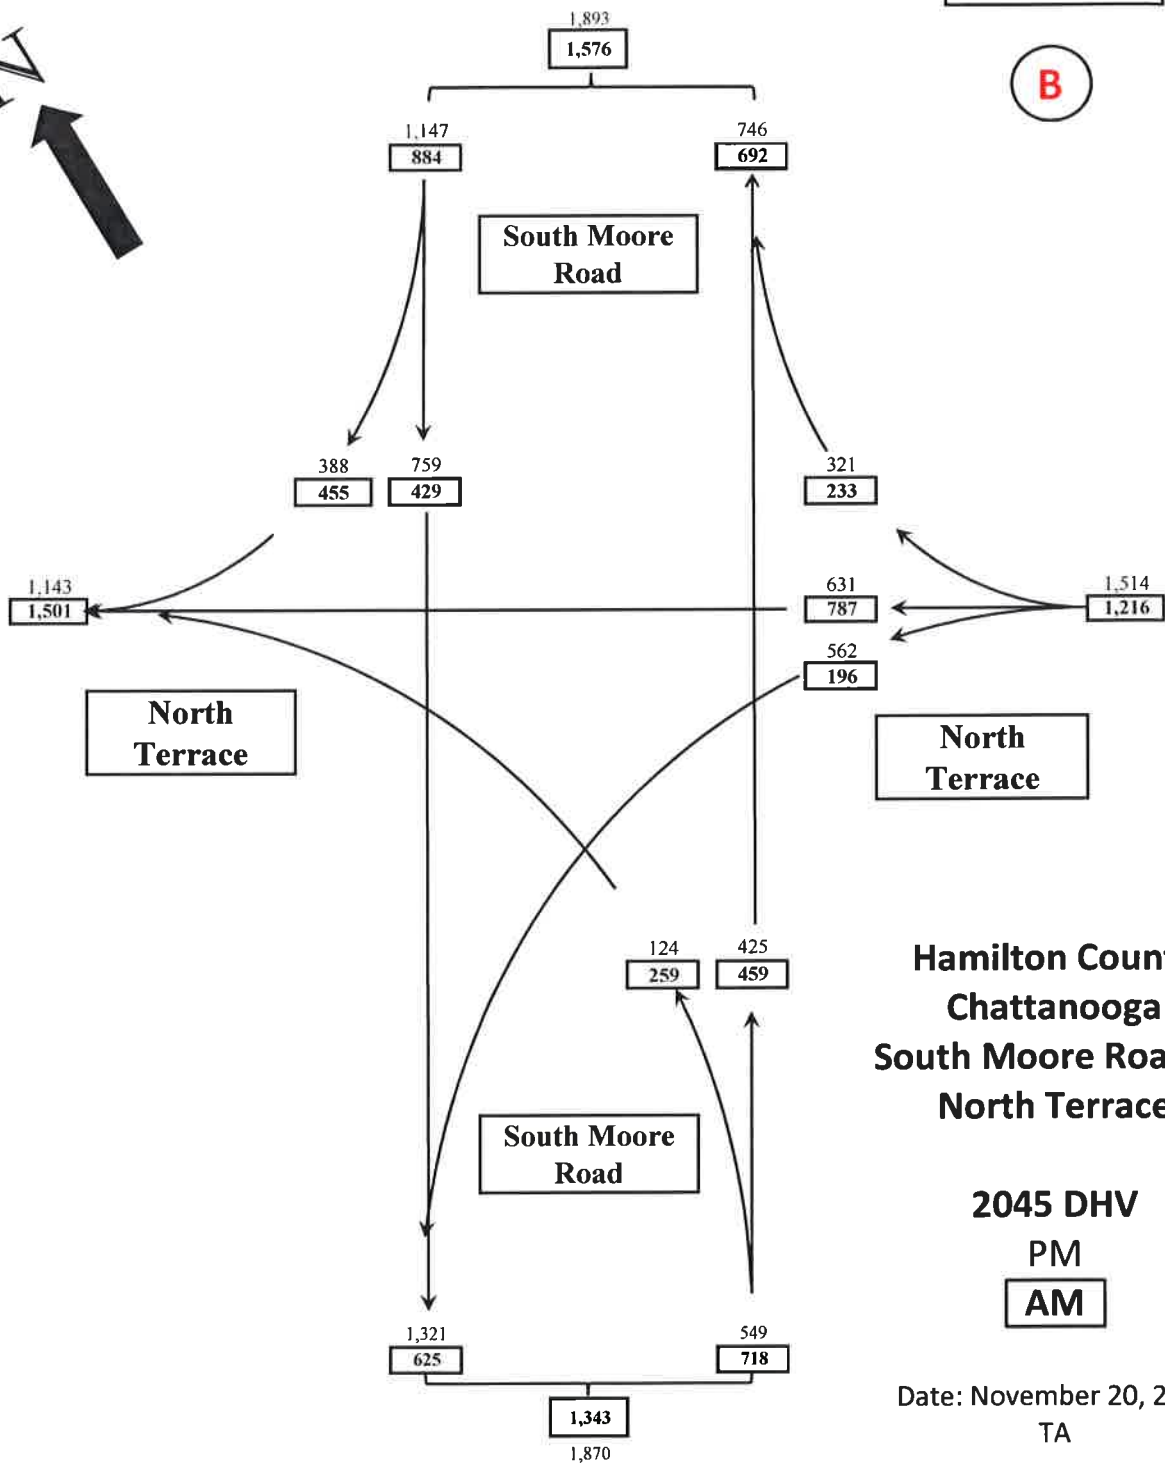 1,893
1,576
B
1,147
884
746
692
South Moore
Road
388
455
759
429
321
233
1,143
1,501
631
787
1,514
1,216
562
196
North
Terrace
North
Terrace
124
259
425
459
Hamilton Coun
Chattanooga
South Moore Roa
North Terrace
South Moore
Road
2045 DHV
PM
AM
1,321
625
549
718
1,343
1,870
Date: November 20, 2
TA